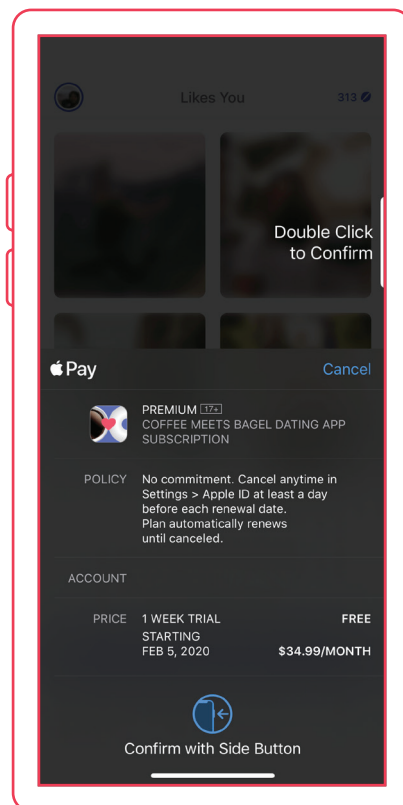 Likes You
313
Double Click
to Confirm
Pay
Cancel
PREMIUM 17+
COFFEE MEETS BAGEL DATING APP
SUBSCRIPTION
POLICY
No commitment. Cancel anytime in
Settings > Apple ID at least a day
before each renewal date.
Plan automatically renews
until canceled.
ACCOUNT
PRICE
1 WEEK TRIAL
FREE
STARTING
FEB 5, 2020
$34.99/MONTH
Confirm with Side Button